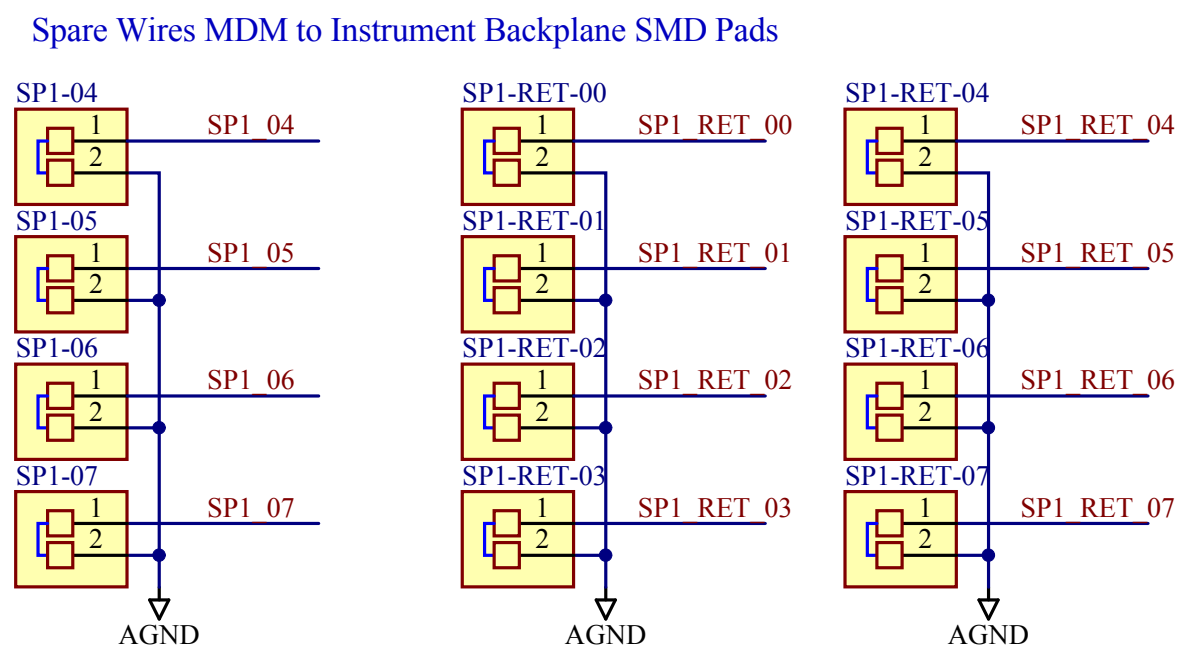 Spare Wires MDM to Instrument Backplane SMD Pads
SP1-04
1
SP1_04
2
SP1-05
1
SP1_05
2
SP1-06
1
SP1_06
2
SP1-07
1
SP1_07
2
AGND
SP1-RET-00
1
SP1_RET_00
2
SP1-RET-01
1
SP1_RET_01
2
SP1-RET-02
1
SP1_RET_02
2
SP1-RET-03
1
SP1_RET_03
2
AGND
SP1-RET-04
1
SP1_RET_04
2
SP1-RET-05
1
SP1_RET_05
2
SP1-RET-06
1
SP1_RET_06
2
SP1-RET-07
1
SP1_RET_07
2
AGND